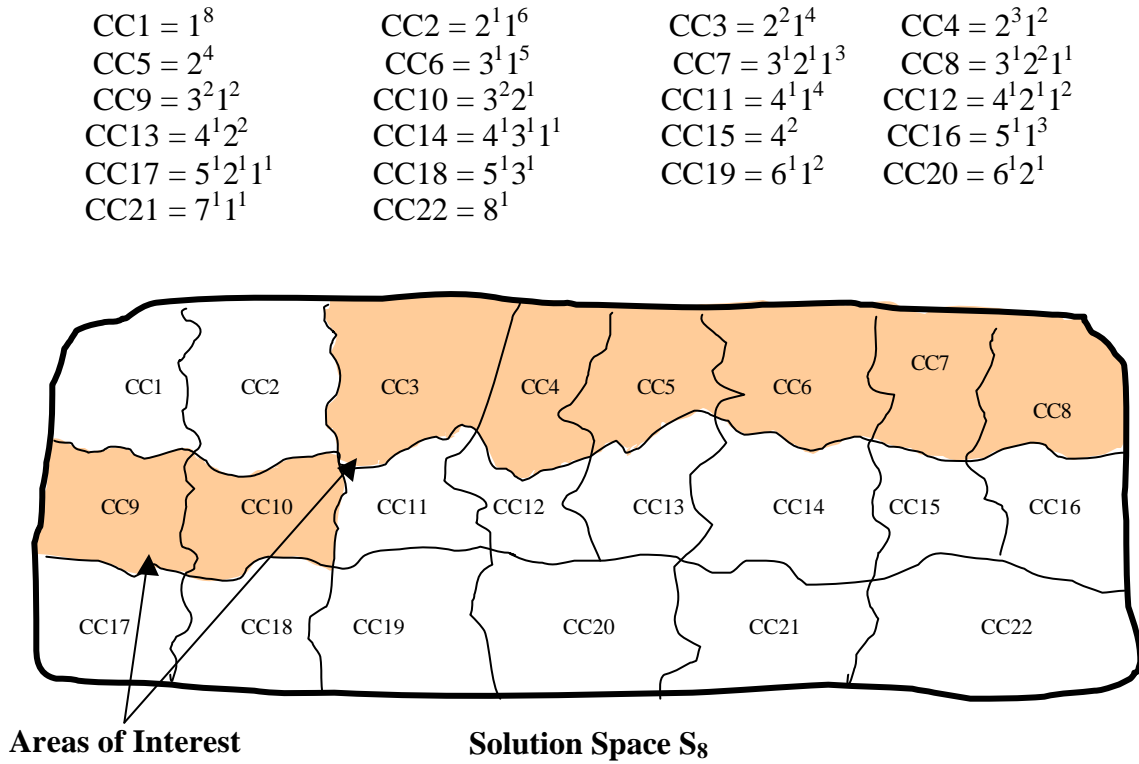 CC1 = 1⁸ CC2 = 2¹1⁶ CC3 = 2²1⁴ CC4 = 2³1²
CC5 = 2⁴ CC6 = 3¹1⁵ CC7 = 3¹2¹1³ CC8 = 3¹2²1¹
CC9 = 3²1² CC10 = 3²2¹ CC11 = 4¹1⁴ CC12 = 4¹2¹1²
CC13 = 4¹2² CC14 = 4¹3¹1¹ CC15 = 4² CC16 = 5¹1³
CC17 = 5¹2¹1¹ CC18 = 5¹3¹ CC19 = 6¹1² CC20 = 6¹2¹
CC21 = 7¹1¹ CC22 = 8¹
CC1 CC2 CC3 CC4 CC5 CC6 CC7 CC8
CC9 CC10 CC11 CC12 CC13 CC14 CC15 CC16
CC17 CC18 CC19 CC20 CC21 CC22
Areas of Interest Solution Space S₈